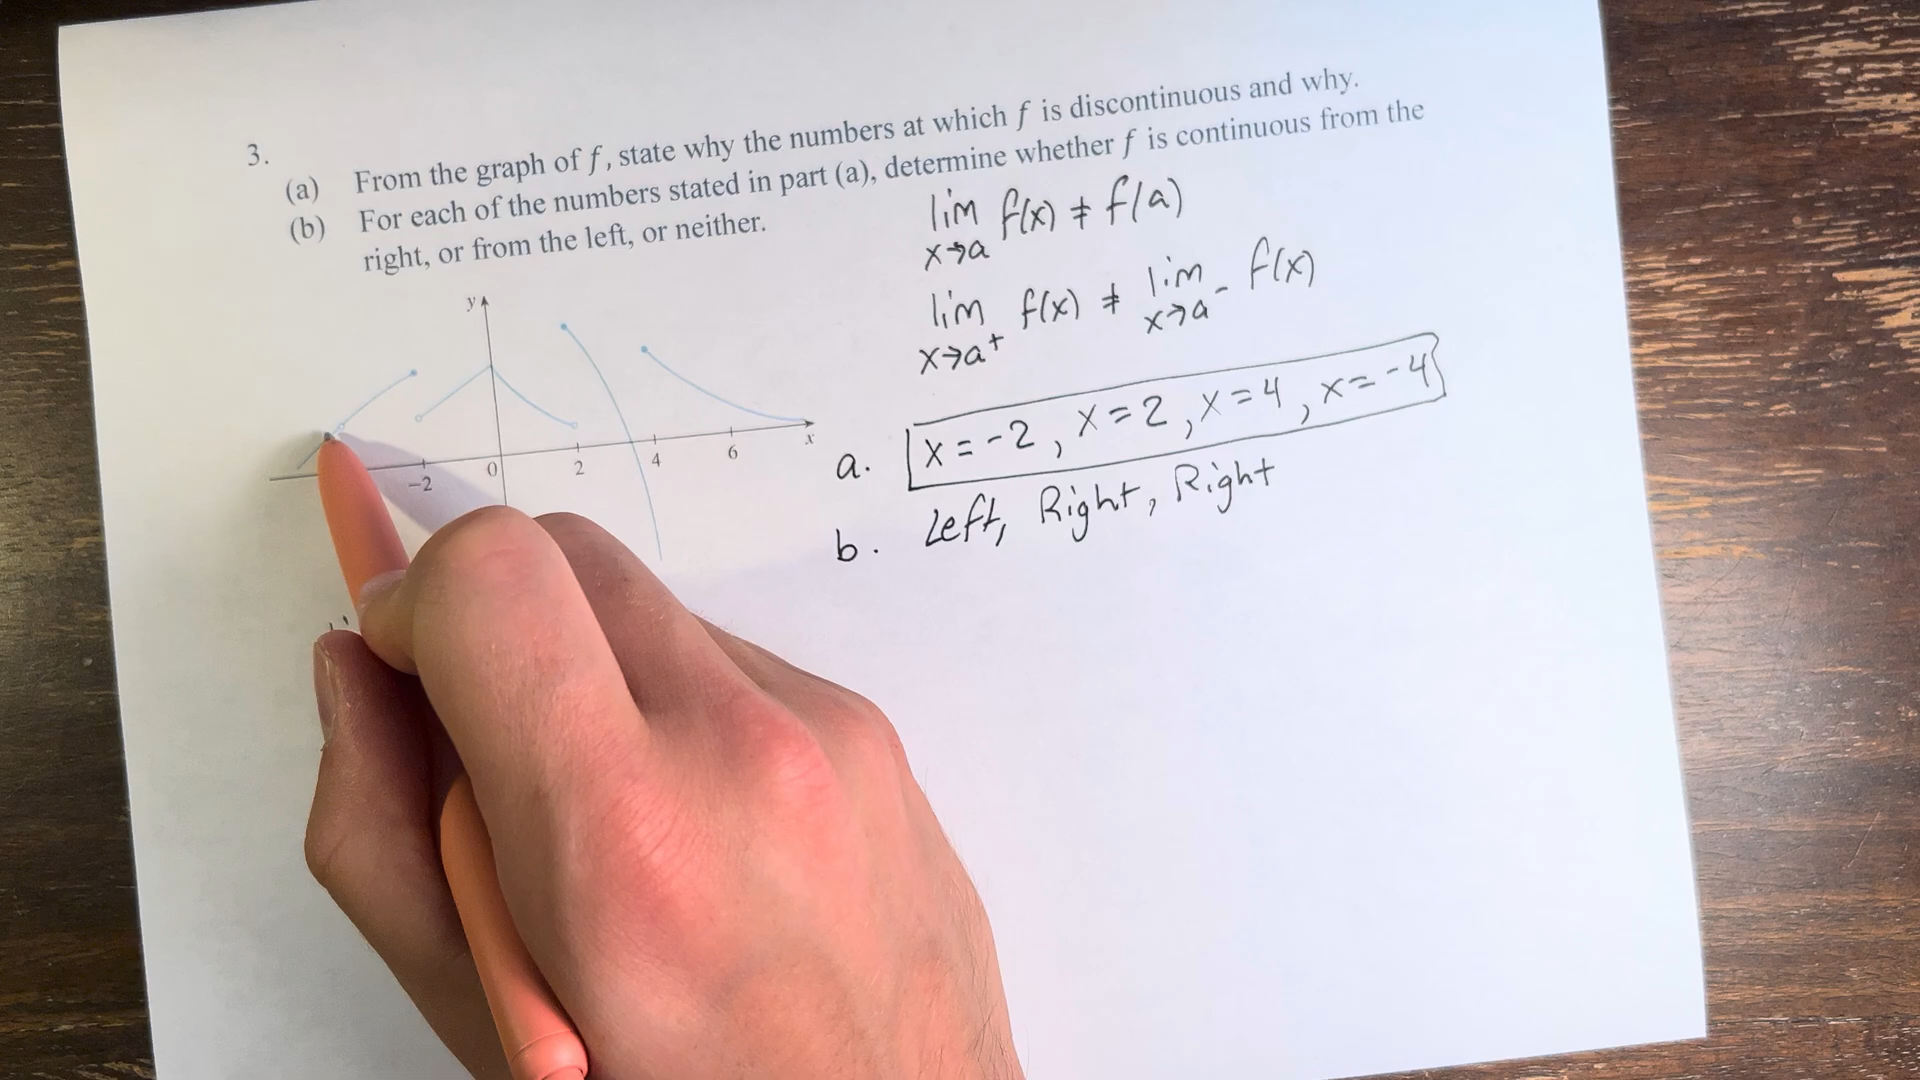 3.
(a) From the graph of f, state why the numbers at which f is discontinuous and why.
(b) For each of the numbers stated in part (a), determine whether f is continuous from the
right, or from the left, or neither.
lim f(x) ≠ f(a)
x→a
lim f(x) ≠ lim f(x)
x→a⁺ x→a⁻
y
x
-2 0 2 4 6
a. x = -2, x = 2, x = 4, x = -4
b. Left, Right, Right